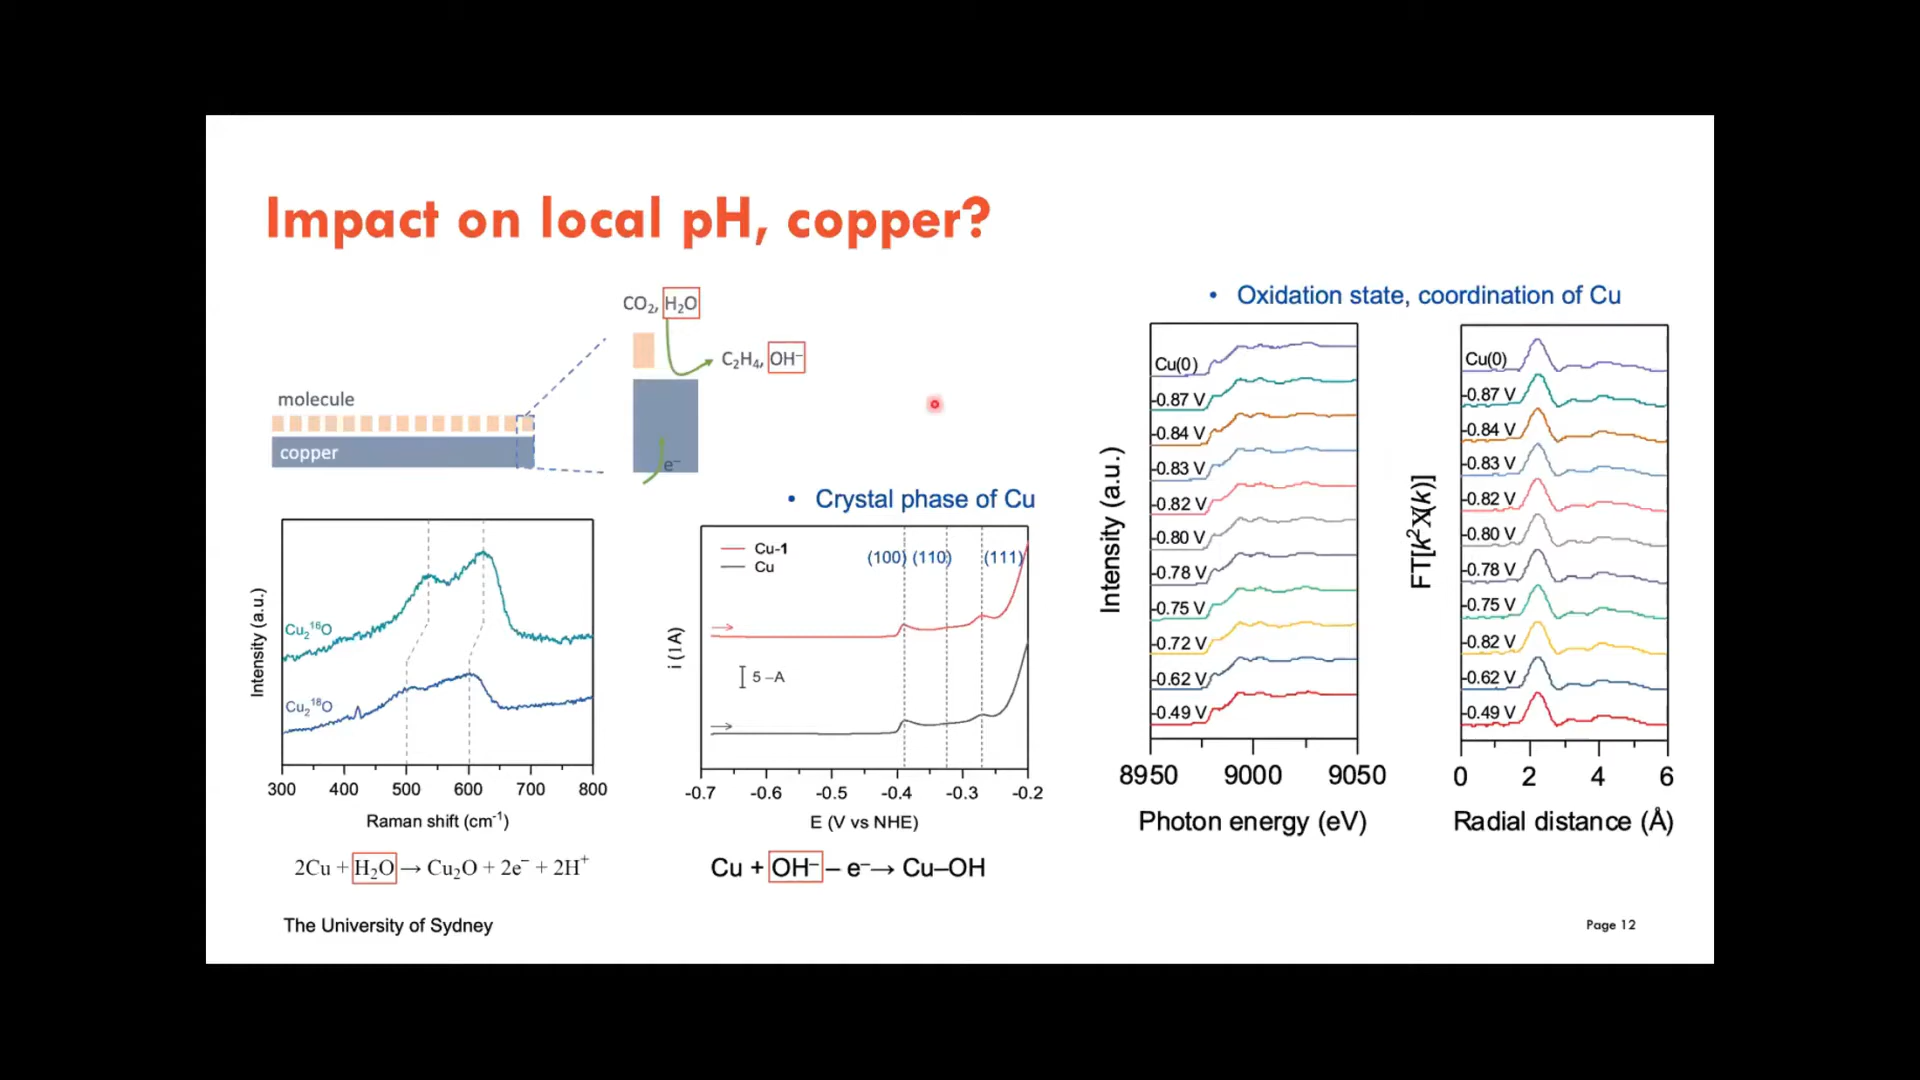 Impact on local pH, copper?
CO₂, H₂O
C₂H₄, OH⁻
molecule
copper
e⁻
• Crystal phase of Cu
• Oxidation state, coordination of Cu
Intensity (a.u.)
Cu₂¹⁶O
Cu₂¹⁸O
300 400 500 600 700 800
Raman shift (cm⁻¹)
2Cu + H₂O → Cu₂O + 2e⁻ + 2H⁺
i (1A)
Cu-1
Cu
(100) (110) (111)
5 –A
-0.7 -0.6 -0.5 -0.4 -0.3 -0.2
E (V vs NHE)
Cu + OH⁻ – e⁻→ Cu–OH
Intensity (a.u.)
Cu(0)
-0.87 V
-0.84 V
-0.83 V
-0.82 V
-0.80 V
-0.78 V
-0.75 V
-0.72 V
-0.62 V
-0.49 V
8950 9000 9050
Photon energy (eV)
FT[k²X(k)]
Cu(0)
-0.87 V
-0.84 V
-0.83 V
-0.82 V
-0.80 V
-0.78 V
-0.75 V
-0.82 V
-0.62 V
-0.49 V
0 2 4 6
Radial distance (Å)
The University of Sydney
Page 12